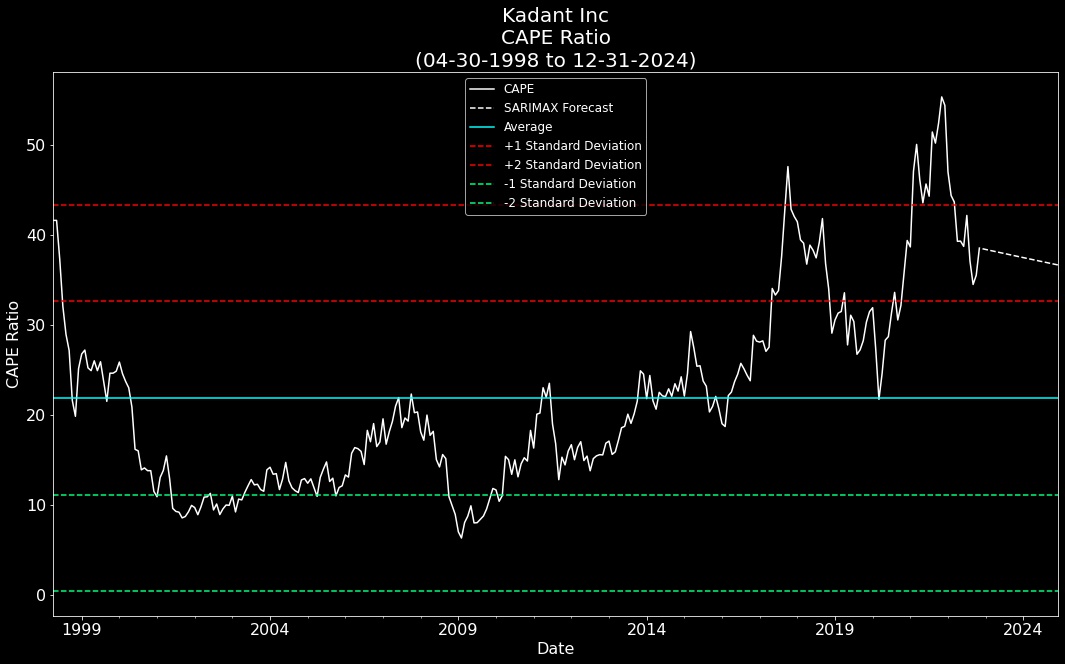 Kadant Inc
CAPE Ratio
(04-30-1998 to 12-31-2024)
CAPE
SARIMAX Forecast
Average
+1 Standard Deviation
+2 Standard Deviation
-1 Standard Deviation
-2 Standard Deviation
50
40
30
20
10
0
CAPE Ratio
1999 2004 2009 2014 2019 2024
Date